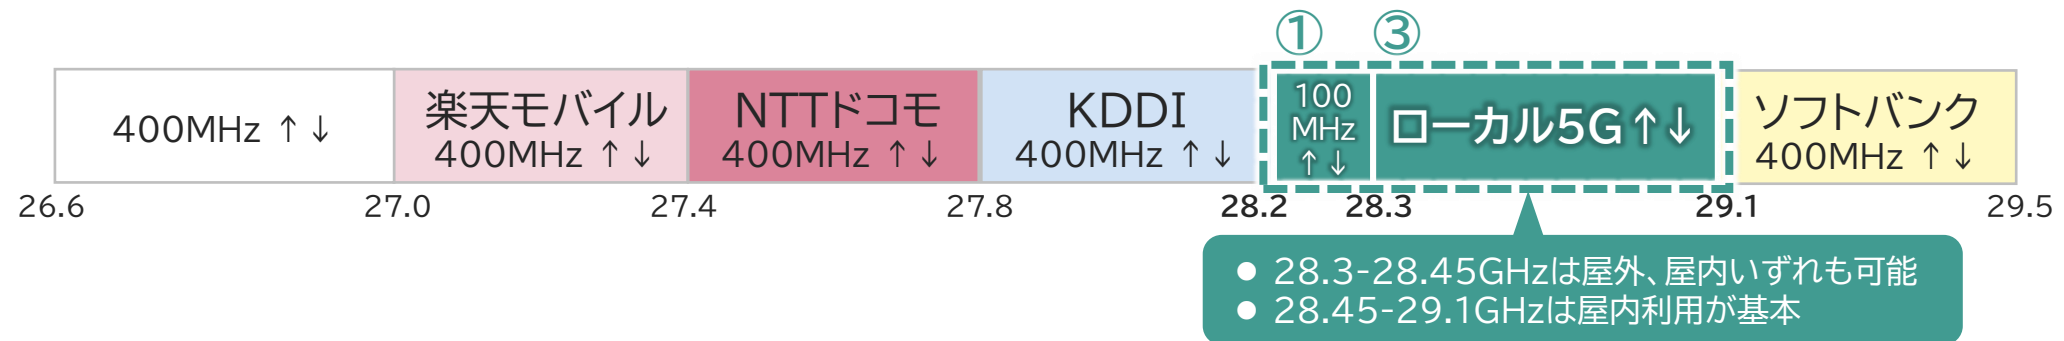 ① ③
400MHz ↑↓
楽天モバイル
400MHz ↑↓
NTTドコモ
400MHz ↑↓
KDDI
400MHz ↑↓
100
MHz
↑↓
ローカル5G↑↓
ソフトバンク
400MHz ↑↓
26.6 27.0 27.4 27.8 28.2 28.3 29.1 29.5
● 28.3-28.45GHzは屋外、屋内いずれも可能
● 28.45-29.1GHzは屋内利用が基本